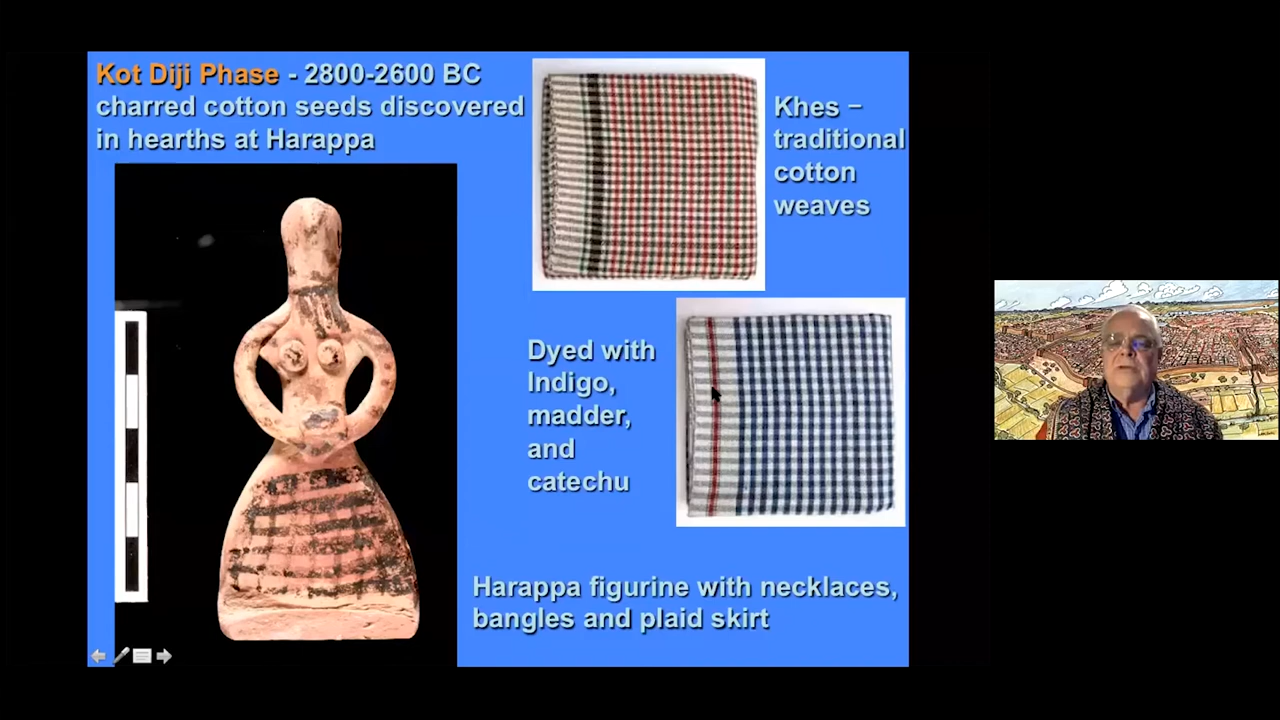 Kot Diji Phase - 2800-2600 BC
charred cotton seeds discovered
in hearths at Harappa
Khes –
traditional
cotton
weaves
Dyed with
Indigo,
madder,
and
catechu
Harappa figurine with necklaces,
bangles and plaid skirt